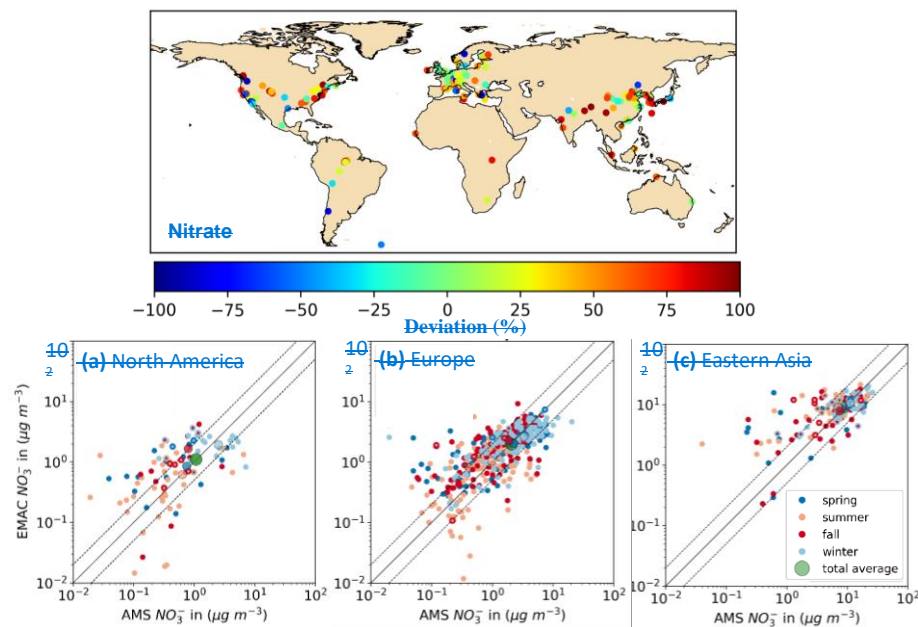 Nitrate
−100 −75 −50 −25 0 25 50 75 100
Deviation (%)
10
2
(a) North America
10
2
(b) Europe
10
2
(c) Eastern Asia
EMAC NO₃⁻ in (μg m⁻³)
10¹
10⁰
10⁻¹
10⁻²
10¹
10⁰
10⁻¹
10⁻²
10¹
10⁰
10⁻¹
10⁻²
spring
summer
fall
winter
total average
10⁻² 10⁻¹ 10⁰ 10¹ 10²
10⁻² 10⁻¹ 10⁰ 10¹ 10²
10⁻² 10⁻¹ 10⁰ 10¹ 10²
AMS NO₃⁻ in (μg m⁻³)
AMS NO₃⁻ in (μg m⁻³)
AMS NO₃⁻ in (μg m⁻³)